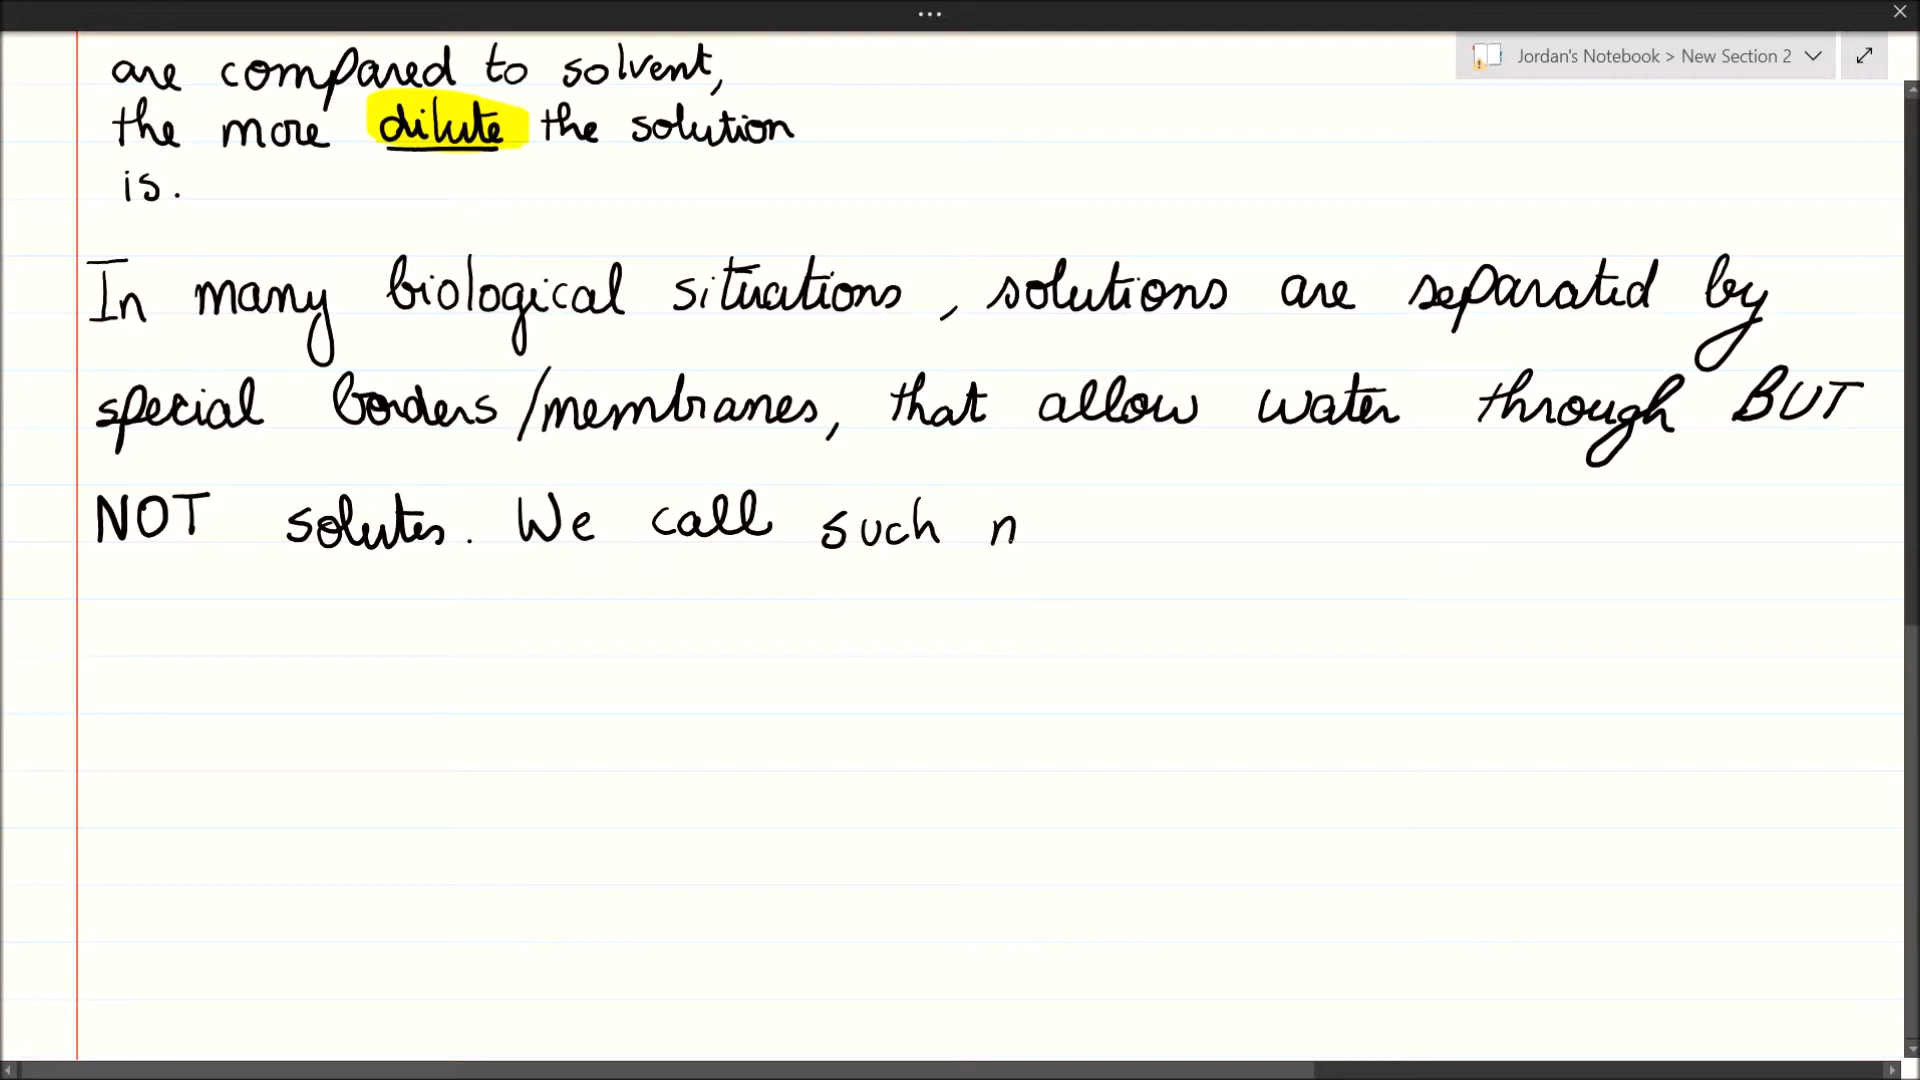 ...
Jordan's Notebook > New Section 2
are compared to solvent,
the more dilute the solution
is.
In many biological situations, solutions are separated by
special borders/membranes, that allow water through BUT
NOT solutes. We call such n